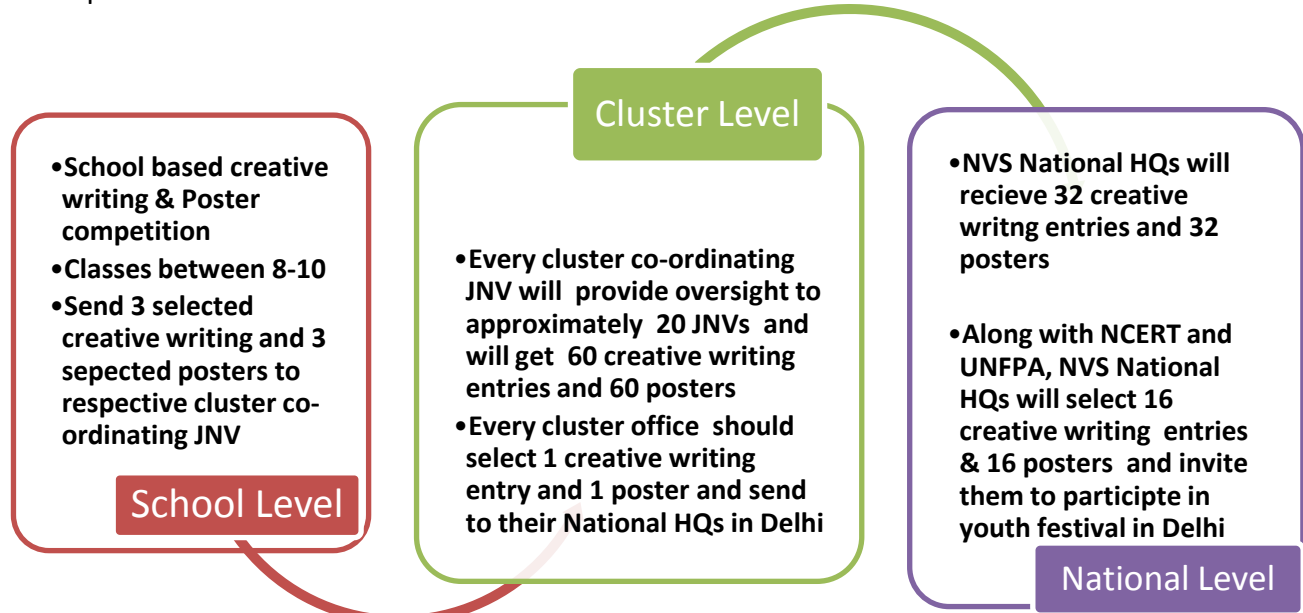 •School based creative
writing & Poster
competition
•Classes between 8-10
•Send 3 selected
creative writing and 3
sepected posters to
respective cluster co-
ordinating JNV
School Level
Cluster Level
•Every cluster co-ordinating
JNV will provide oversight to
approximately 20 JNVs and
will get 60 creative writing
entries and 60 posters
•Every cluster office should
select 1 creative writing
entry and 1 poster and send
to their National HQs in Delhi
•NVS National HQs will
recieve 32 creative
writng entries and 32
posters
•Along with NCERT and
UNFPA, NVS National
HQs will select 16
creative writing entries
& 16 posters and invite
them to participte in
youth festival in Delhi
National Level